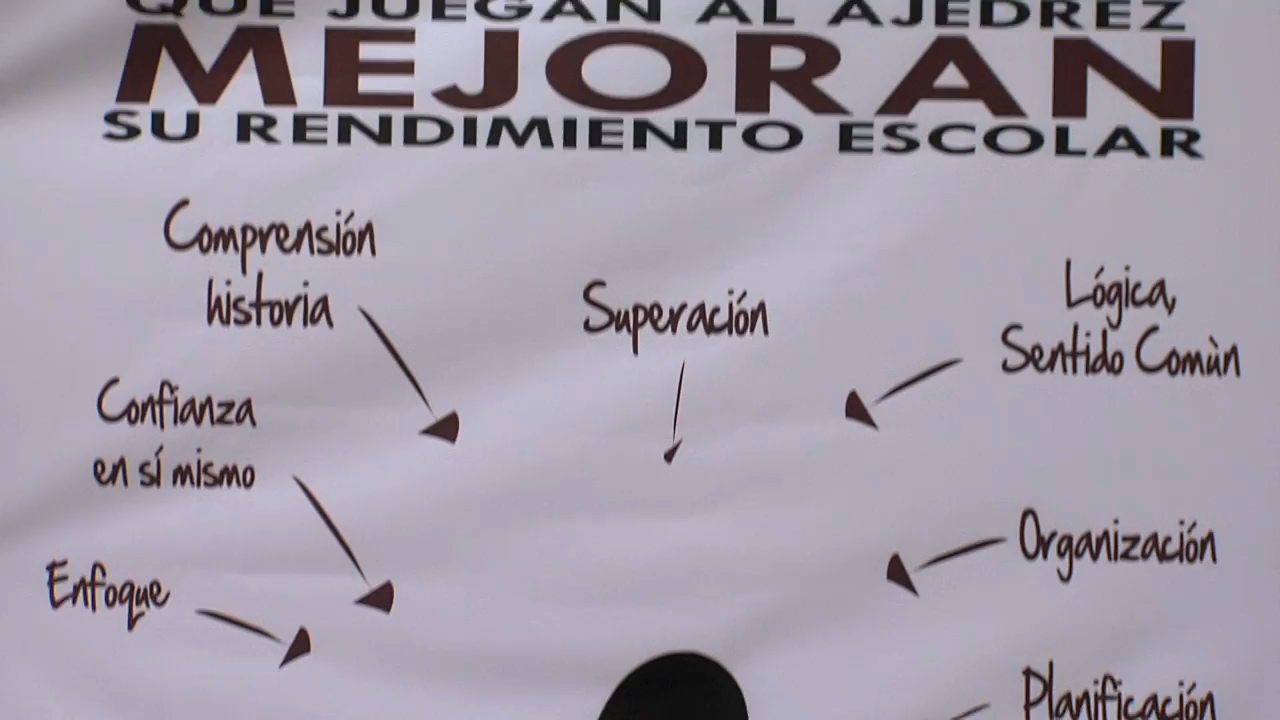 QUE JUEGAN AL AJEDREZ
MEJORAN
SU RENDIMIENTO ESCOLAR
Comprensión
historia
Superación
Lógica,
Sentido Comùn
Confianza
en sí mismo
Organización
Enfoque
Planificación